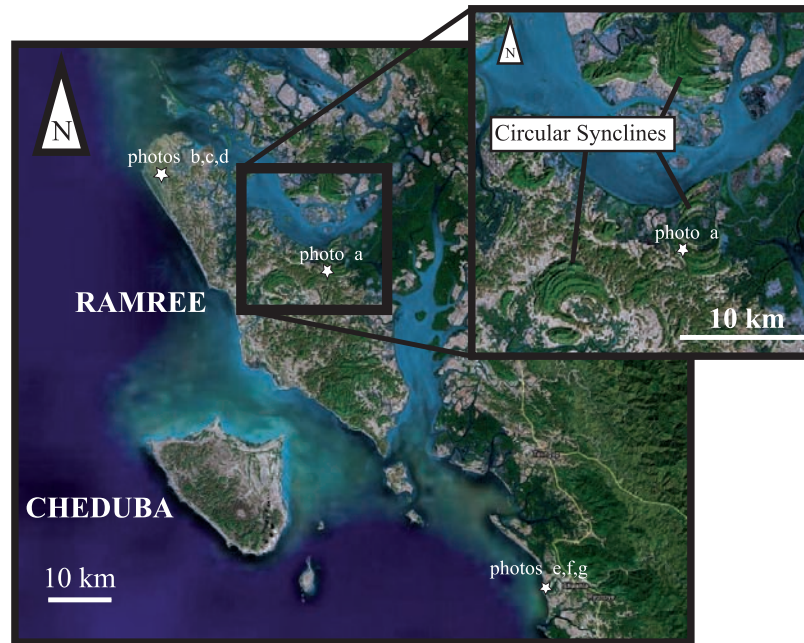 N
photos b,c,d
photo a
RAMREE
CHEDUBA
10 km
photos e,f,g
N
Circular Synclines
photo a
10 km